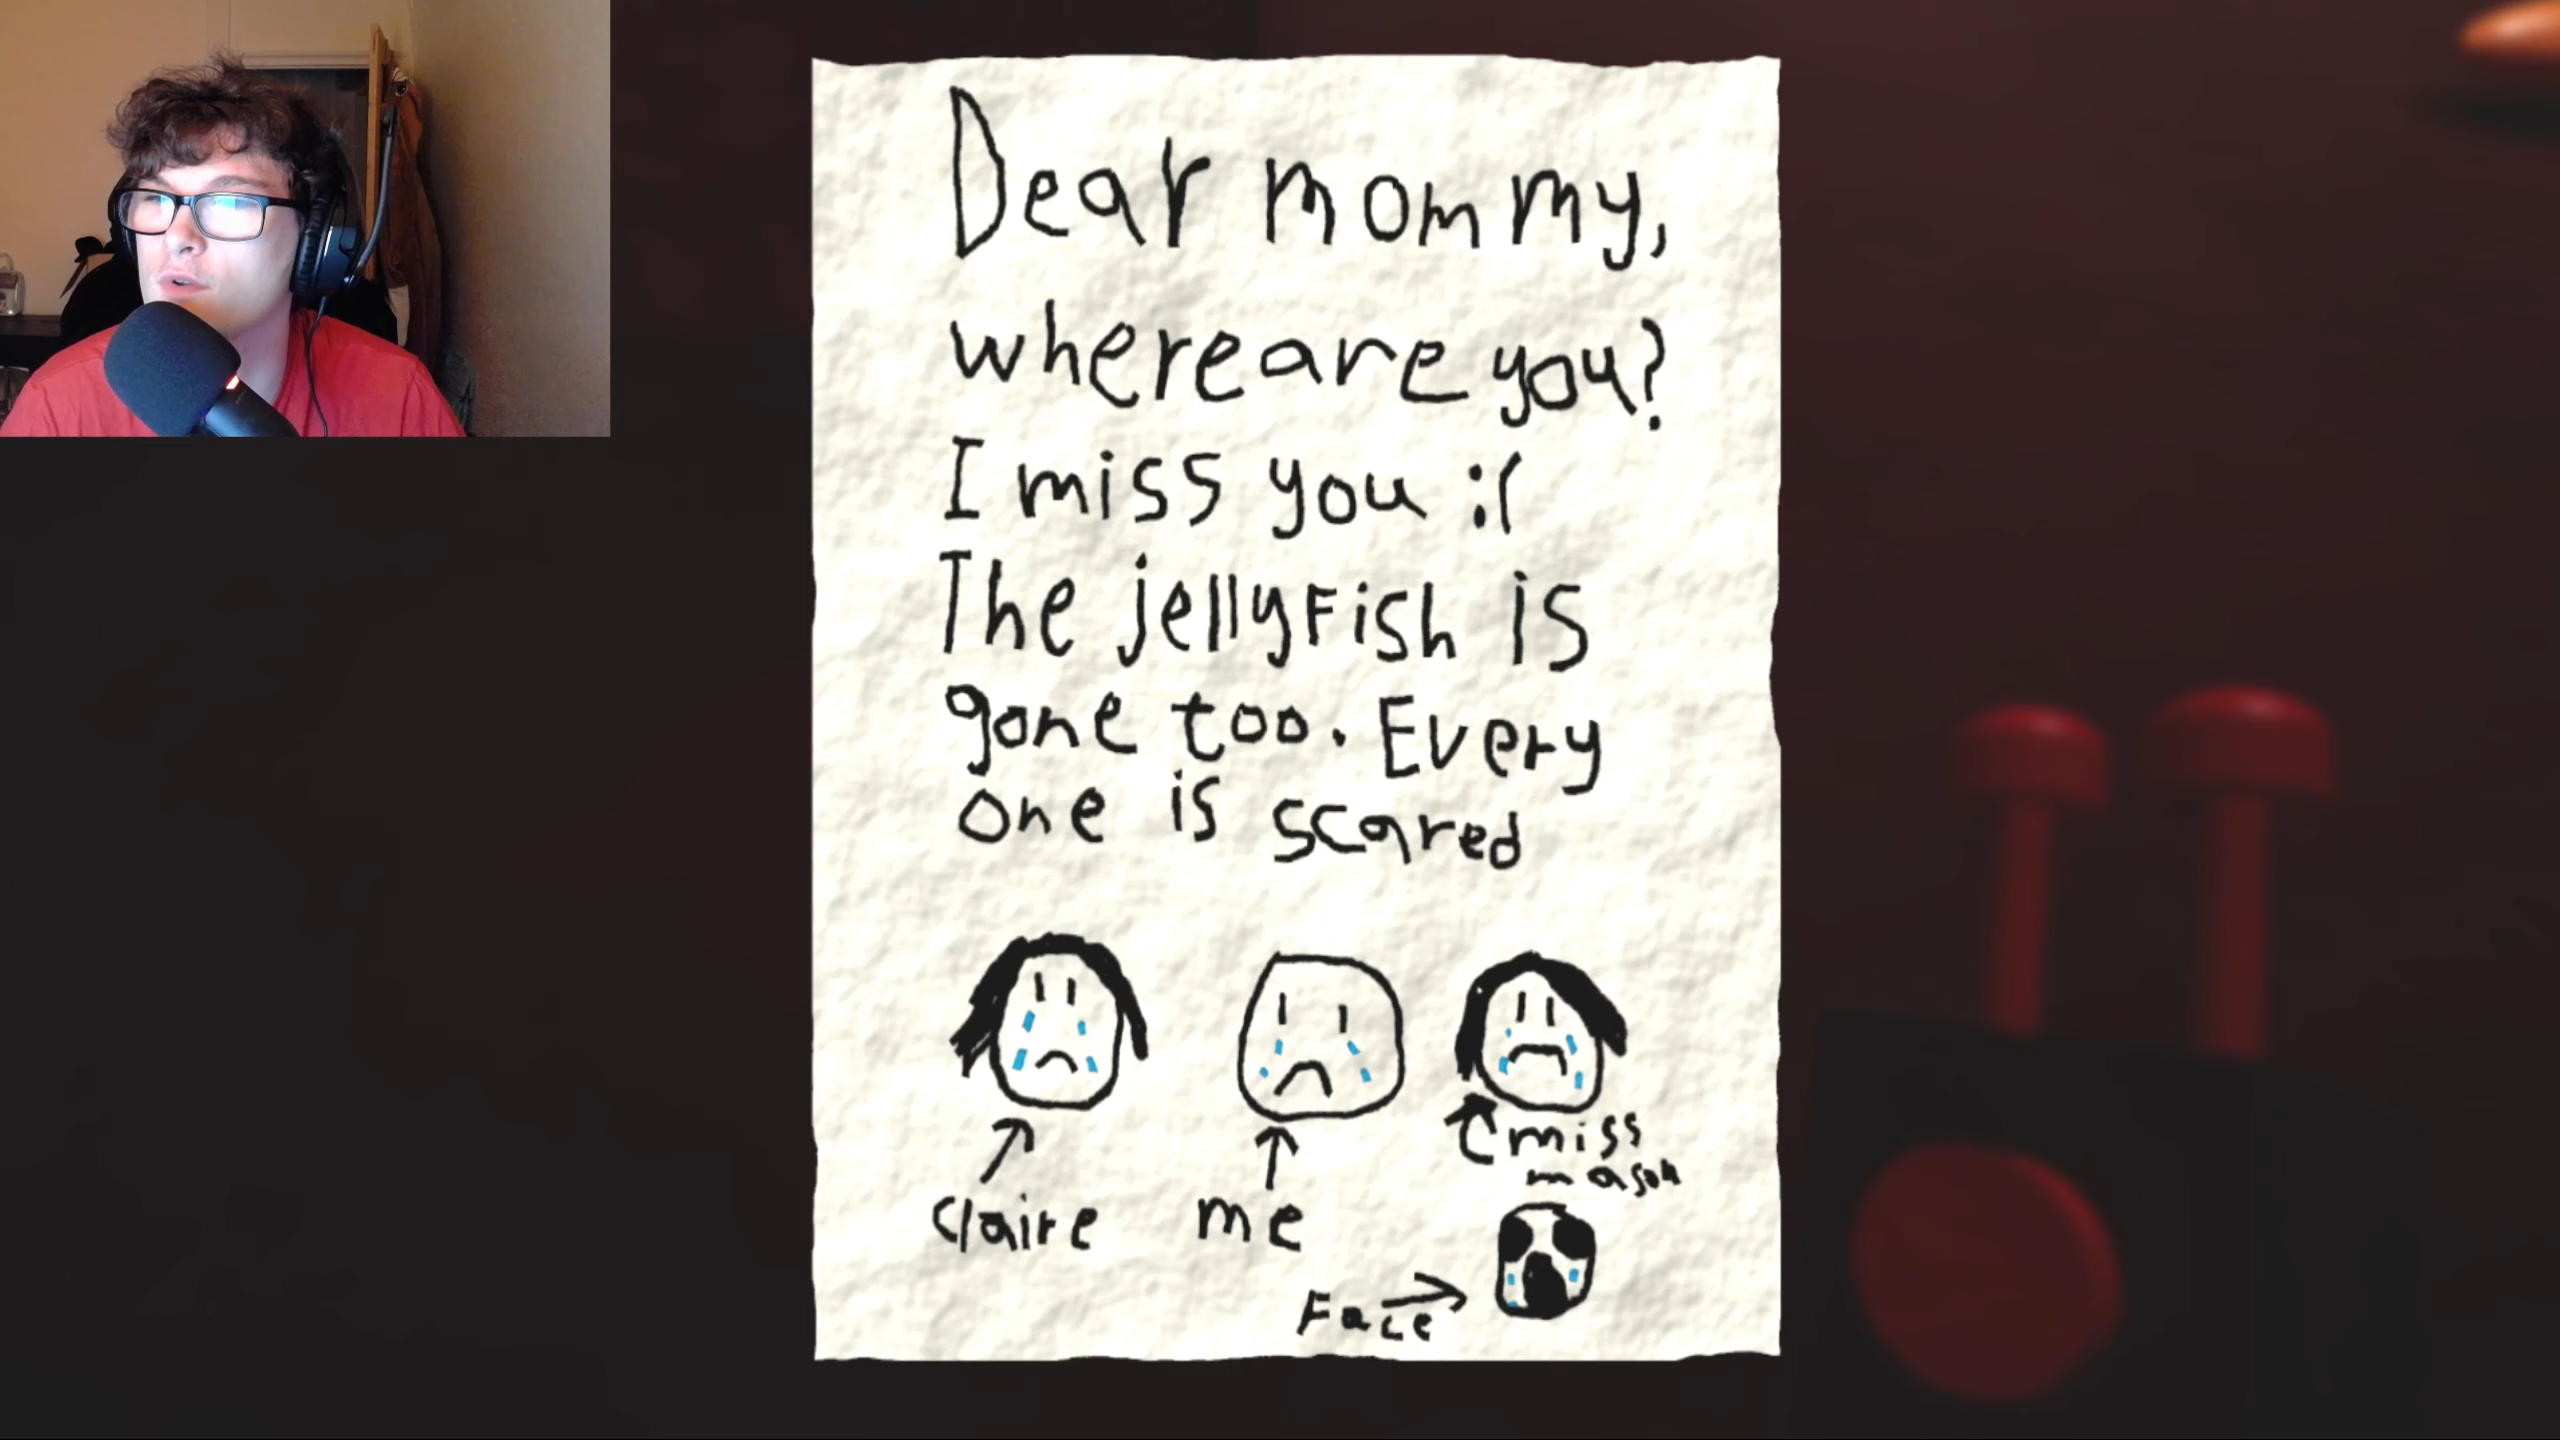 Dear mommy,
where are you?
I miss you :(
The jellyFish is
gone too. Every
one is scared
miss
mason
claire me
Face